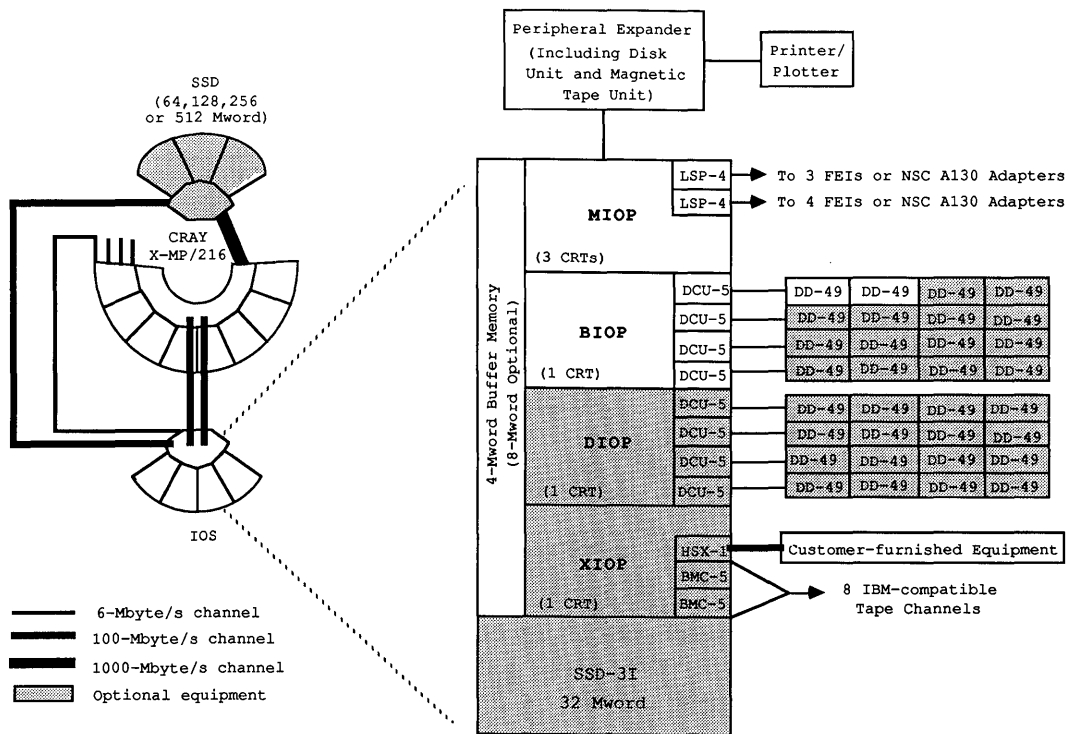 Peripheral Expander
(Including Disk
Unit and Magnetic
Tape Unit)
Printer/
Plotter
SSD
(64,128,256
or 512 Mword)
CRAY
X-MP/216
IOS
6-Mbyte/s channel
100-Mbyte/s channel
1000-Mbyte/s channel
Optional equipment
4-Mword Buffer Memory
(8-Mword Optional)
MIOP
(3 CRTs)
LSP-4
To 3 FEIs or NSC A130 Adapters
LSP-4
To 4 FEIs or NSC A130 Adapters
BIOP
(1 CRT)
DCU-5
DD-49 DD-49 DD-49 DD-49
DCU-5
DD-49 DD-49 DD-49 DD-49
DCU-5
DD-49 DD-49 DD-49 DD-49
DCU-5
DD-49 DD-49 DD-49 DD-49
DIOP
(1 CRT)
DCU-5
DD-49 DD-49 DD-49 DD-49
DCU-5
DD-49 DD-49 DD-49 DD-49
DCU-5
DD-49 DD-49 DD-49 DD-49
DCU-5
DD-49 DD-49 DD-49 DD-49
XIOP
(1 CRT)
HSX-1
Customer-furnished Equipment
BMC-5
BMC-5
8 IBM-compatible
Tape Channels
SSD-3I
32 Mword